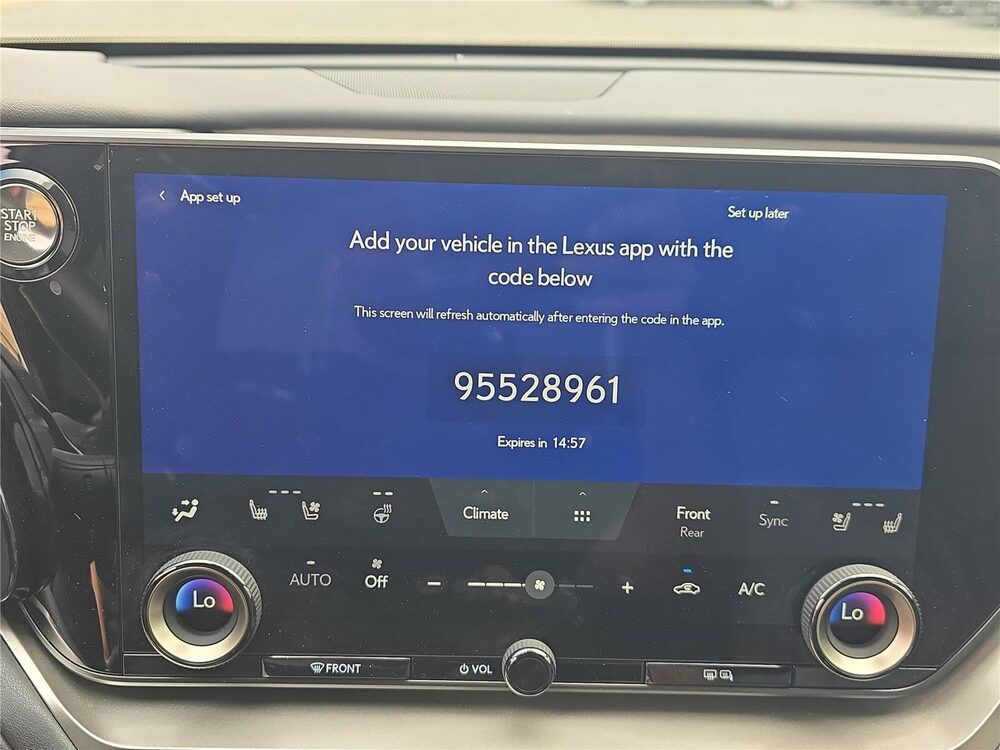 App set up
Set up later
START
STOP
ENGINE
Add your vehicle in the Lexus app with the
code below
This screen will refresh automatically after entering the code in the app.
95528961
Expires in 14:57
Climate
Front
Rear
Sync
AUTO
Off
A/C
Lo
Lo
FRONT
VOL